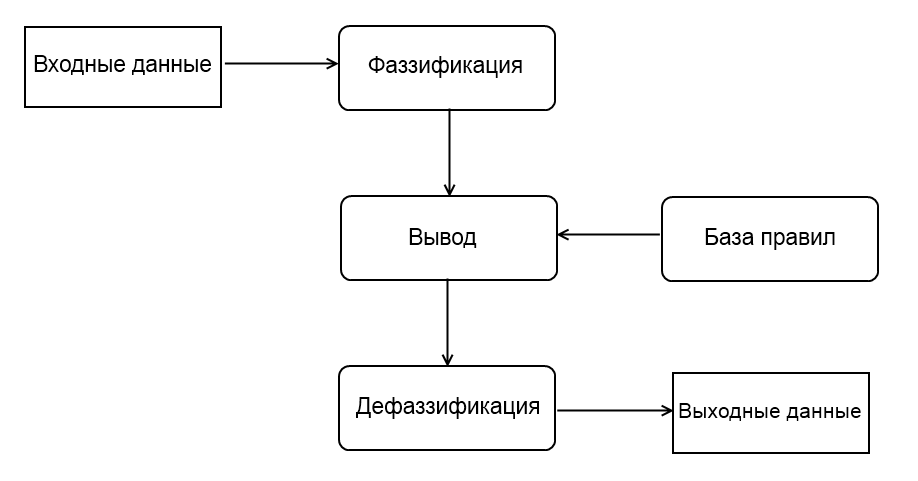 Входные данные
Фаззификация
Вывод
База правил
Дефаззификация
Выходные данные